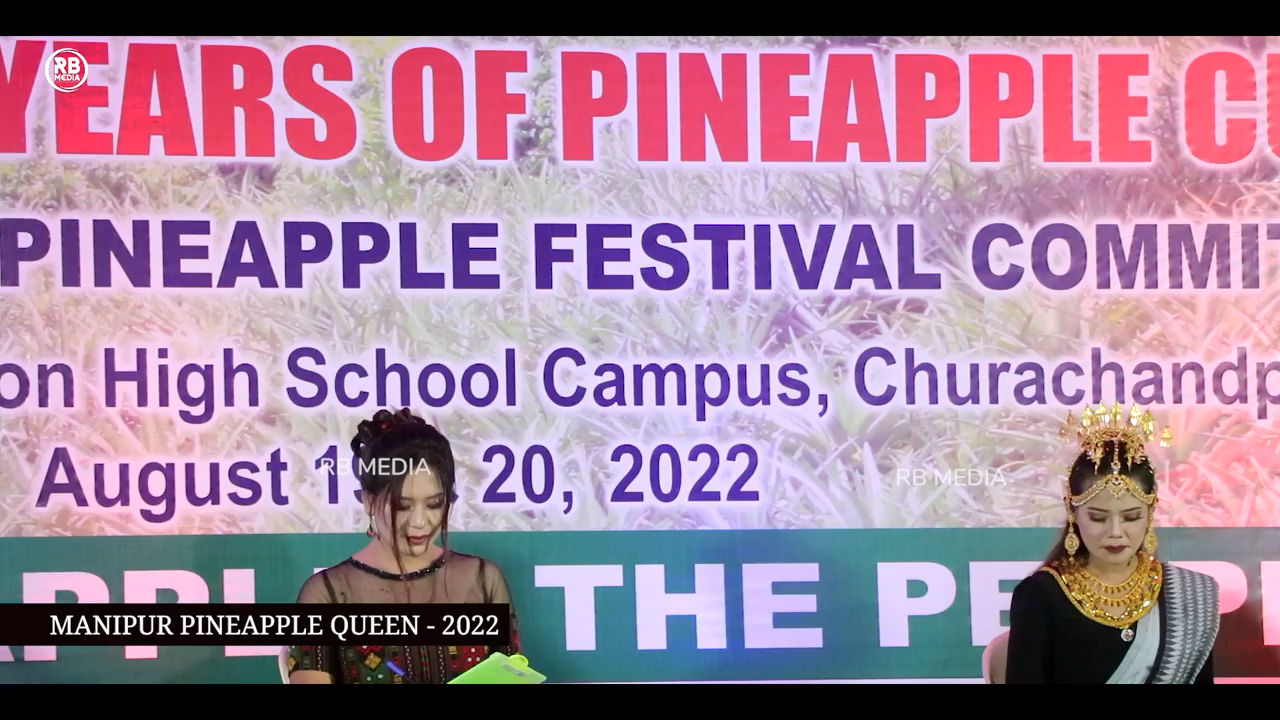 RB
MEDIA
YEARS OF PINEAPPLE
PINEAPPLE FESTIVAL
on High School Campus,
August 20, 2022
RB MEDIA
RB MEDIA
THE
MANIPUR PINEAPPLE QUEEN - 2022